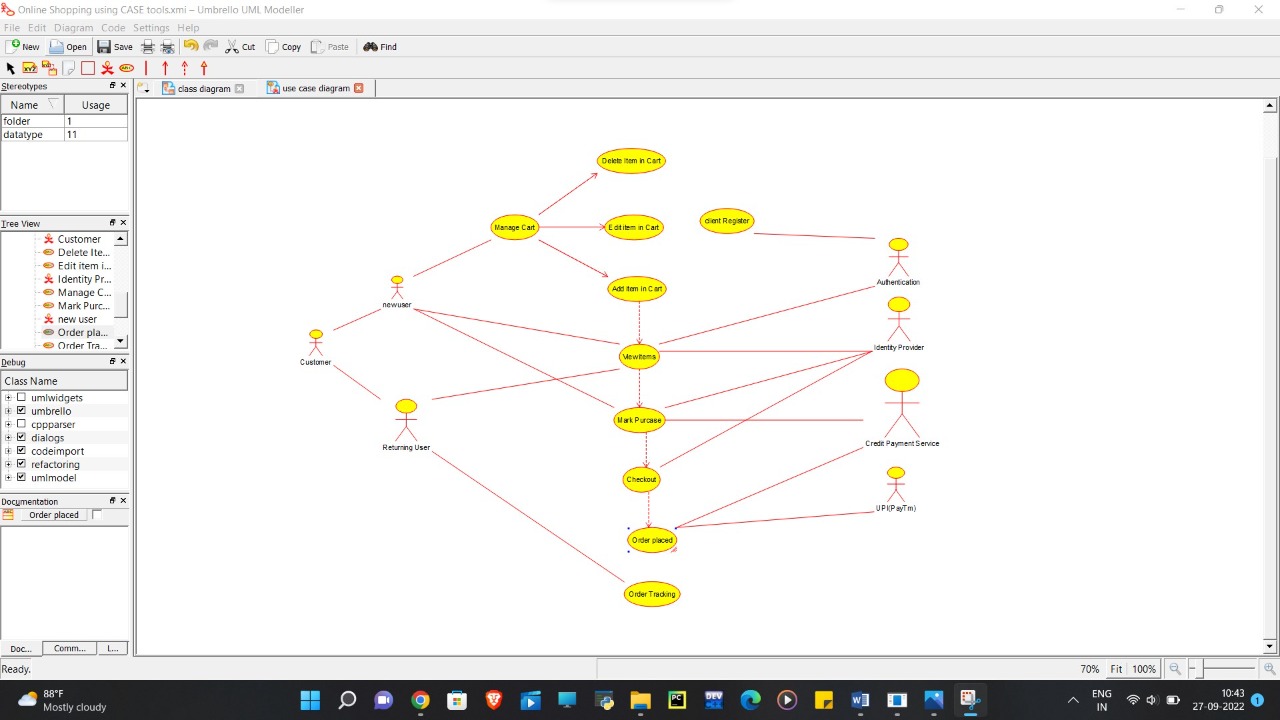 Online Shopping using CASE tools.xmi – Umbrello UML Modeller
File Edit Diagram Code Settings Help
New Open Save Cut Copy Paste Find
Stereotypes
Name Usage
folder 1
datatype 11
class diagram use case diagram
Tree View
Customer
Delete Ite...
Edit item i...
Identity Pr...
Manage C...
Mark Purc...
new user
Order pla...
Order Tra...
Debug
Class Name
umlwidgets
umbrello
cppparser
dialogs
codeimport
refactoring
umlmodel
Documentation
Order placed
Doc... Comm... L...
Delete Item in Cart
Manage Cart
Edit item in Cart
client Register
Authentication
new user
Add Item in Cart
Identity Provider
Customer
View items
Returning User
Mark Purcase
Credit Payment Service
Checkout
UPI(PayTm)
Order placed
Order Tracking
Ready.
70% Fit 100%
88°F
Mostly cloudy
ENG
IN
10:43
27-09-2022
1